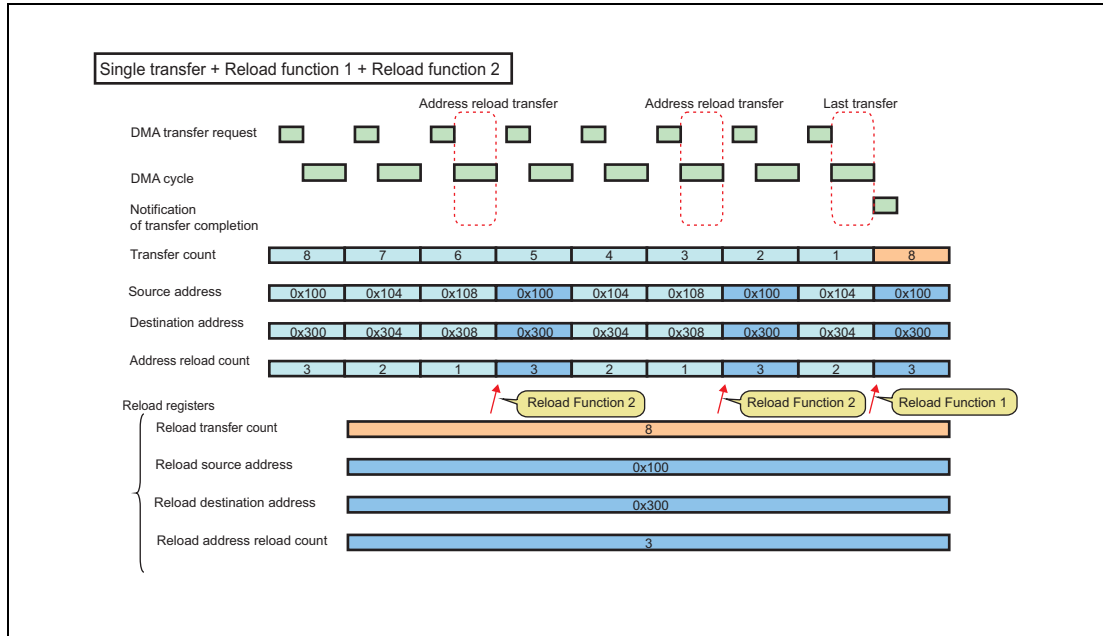 Single transfer + Reload function 1 + Reload function 2
Address reload transfer Address reload transfer Last transfer
DMA transfer request
DMA cycle
Notification
of transfer completion
Transfer count 8 7 6 5 4 3 2 1 8
Source address 0x100 0x104 0x108 0x100 0x104 0x108 0x100 0x104 0x100
Destination address 0x300 0x304 0x308 0x300 0x304 0x308 0x300 0x304 0x300
Address reload count 3 2 1 3 2 1 3 2 3
Reload Function 2 Reload Function 2 Reload Function 1
Reload registers
Reload transfer count 8
Reload source address 0x100
Reload destination address 0x300
Reload address reload count 3